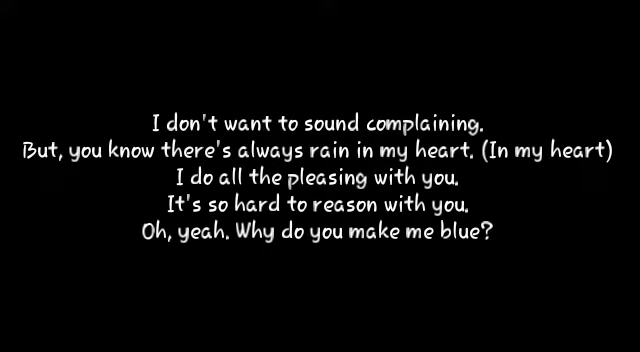 I don't want to sound complaining.
But, you know there's always rain in my heart. (In my heart)
I do all the pleasing with you.
It's so hard to reason with you.
Oh, yeah. Why do you make me blue?